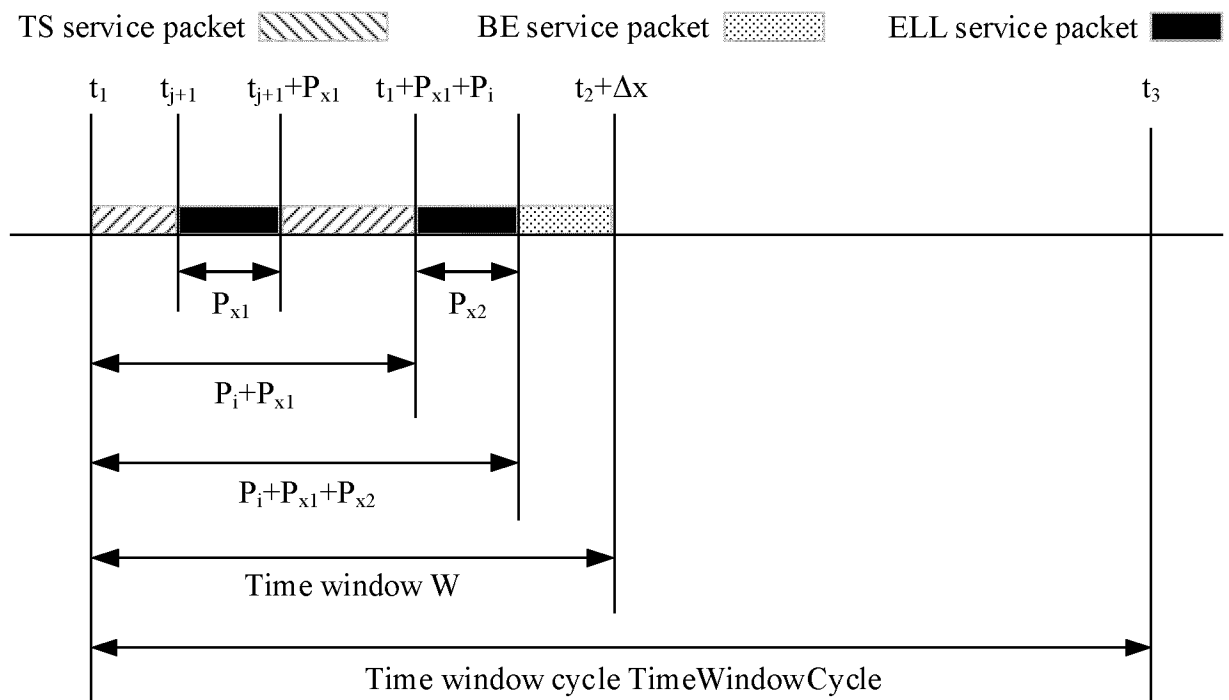 TS service packet BE service packet ELL service packet
t₁ tⱼ₊₁ tⱼ₊₁+Pₓ₁ t₁+Pₓ₁+Pᵢ t₂+Δx t₃
Pₓ₁ Pₓ₂
Pᵢ+Pₓ₁
Pᵢ+Pₓ₁+Pₓ₂
Time window W
Time window cycle TimeWindowCycle